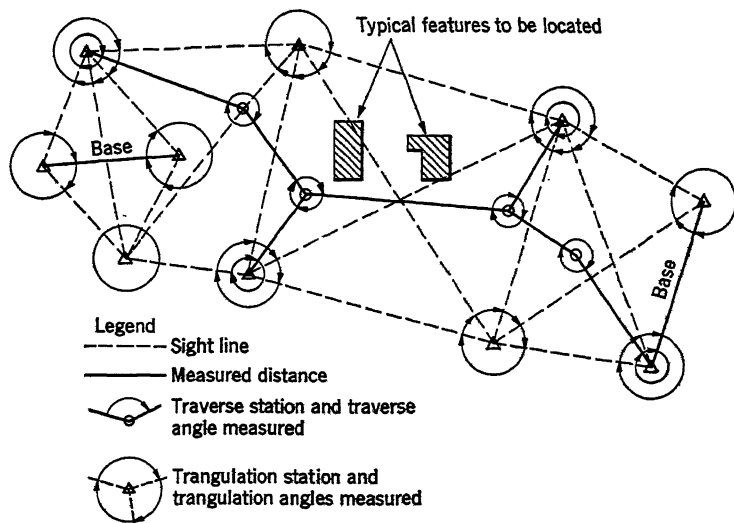 Typical features to be located
Base
Base
Legend
Sight line
Measured distance
Traverse station and traverse
angle measured
Trangulation station and
trangulation angles measured